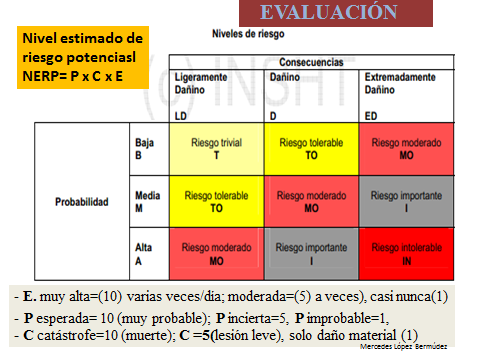 EVALUACIÓN
Nivel estimado de
riesgo potenciasl
NERP= P x C x E
Niveles de riesgo
(c) INSHT
Consecuencias
Ligeramente
Dañino
LD
Dañino
D
Extremadamente
Dañino
ED
Probabilidad
Baja
B
Riesgo trivial
T
Riesgo tolerable
TO
Riesgo moderado
MO
Media
M
Riesgo tolerable
TO
Riesgo moderado
MO
Riesgo importante
I
Alta
A
Riesgo moderado
MO
Riesgo importante
I
Riesgo intolerable
IN
- E. muy alta=(10) varias veces/día; moderada=(5) a veces), casi nunca(1)
- P esperada= 10 (muy probable); P incierta=5, P improbable=1,
- C catástrofe=10 (muerte); C =5(lesión leve), solo daño material (1)
Mercedes López Bermúdez